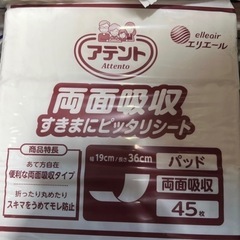 elleair
エリエール
アテント
Attento
両面吸収
すきまにピッタリシート
商品特長
あて方自在
便利な両面吸収タイプ
折ったり丸めたり
スキマをうめてモレ防止
幅19cm/長さ36cm
パッド
両面吸収
45枚